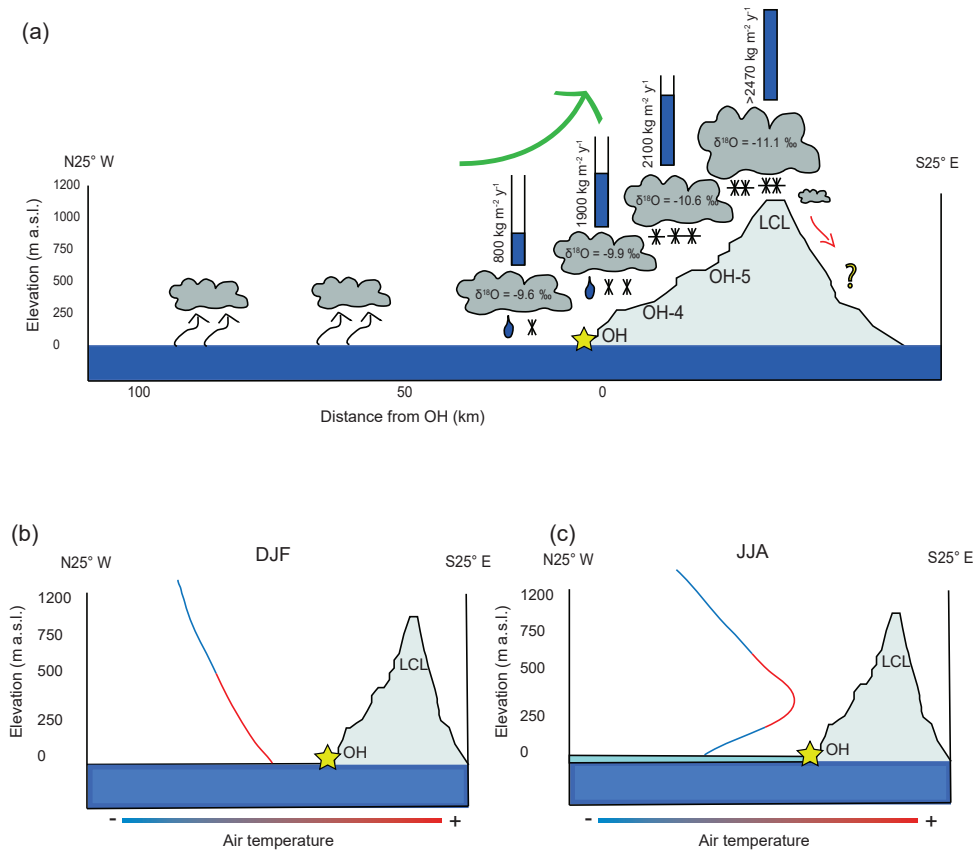 (a)
>2470 kg m⁻² y⁻¹
2100 kg m⁻² y⁻¹
1900 kg m⁻² y⁻¹
800 kg m⁻² y⁻¹
N25° W
S25° E
δ¹⁸O = -11.1 ‰
δ¹⁸O = -10.6 ‰
δ¹⁸O = -9.9 ‰
δ¹⁸O = -9.6 ‰
Elevation (m a.s.l.)
1200
1000
750
500
250
0
LCL
OH-5
OH-4
OH
?
100
50
0
Distance from OH (km)
(b)
DJF
N25° W
S25° E
Elevation (m a.s.l.)
1200
750
500
250
0
LCL
OH
-
+
Air temperature
(c)
JJA
N25° W
S25° E
Elevation (m a.s.l.)
1200
750
500
250
0
LCL
OH
-
+
Air temperature